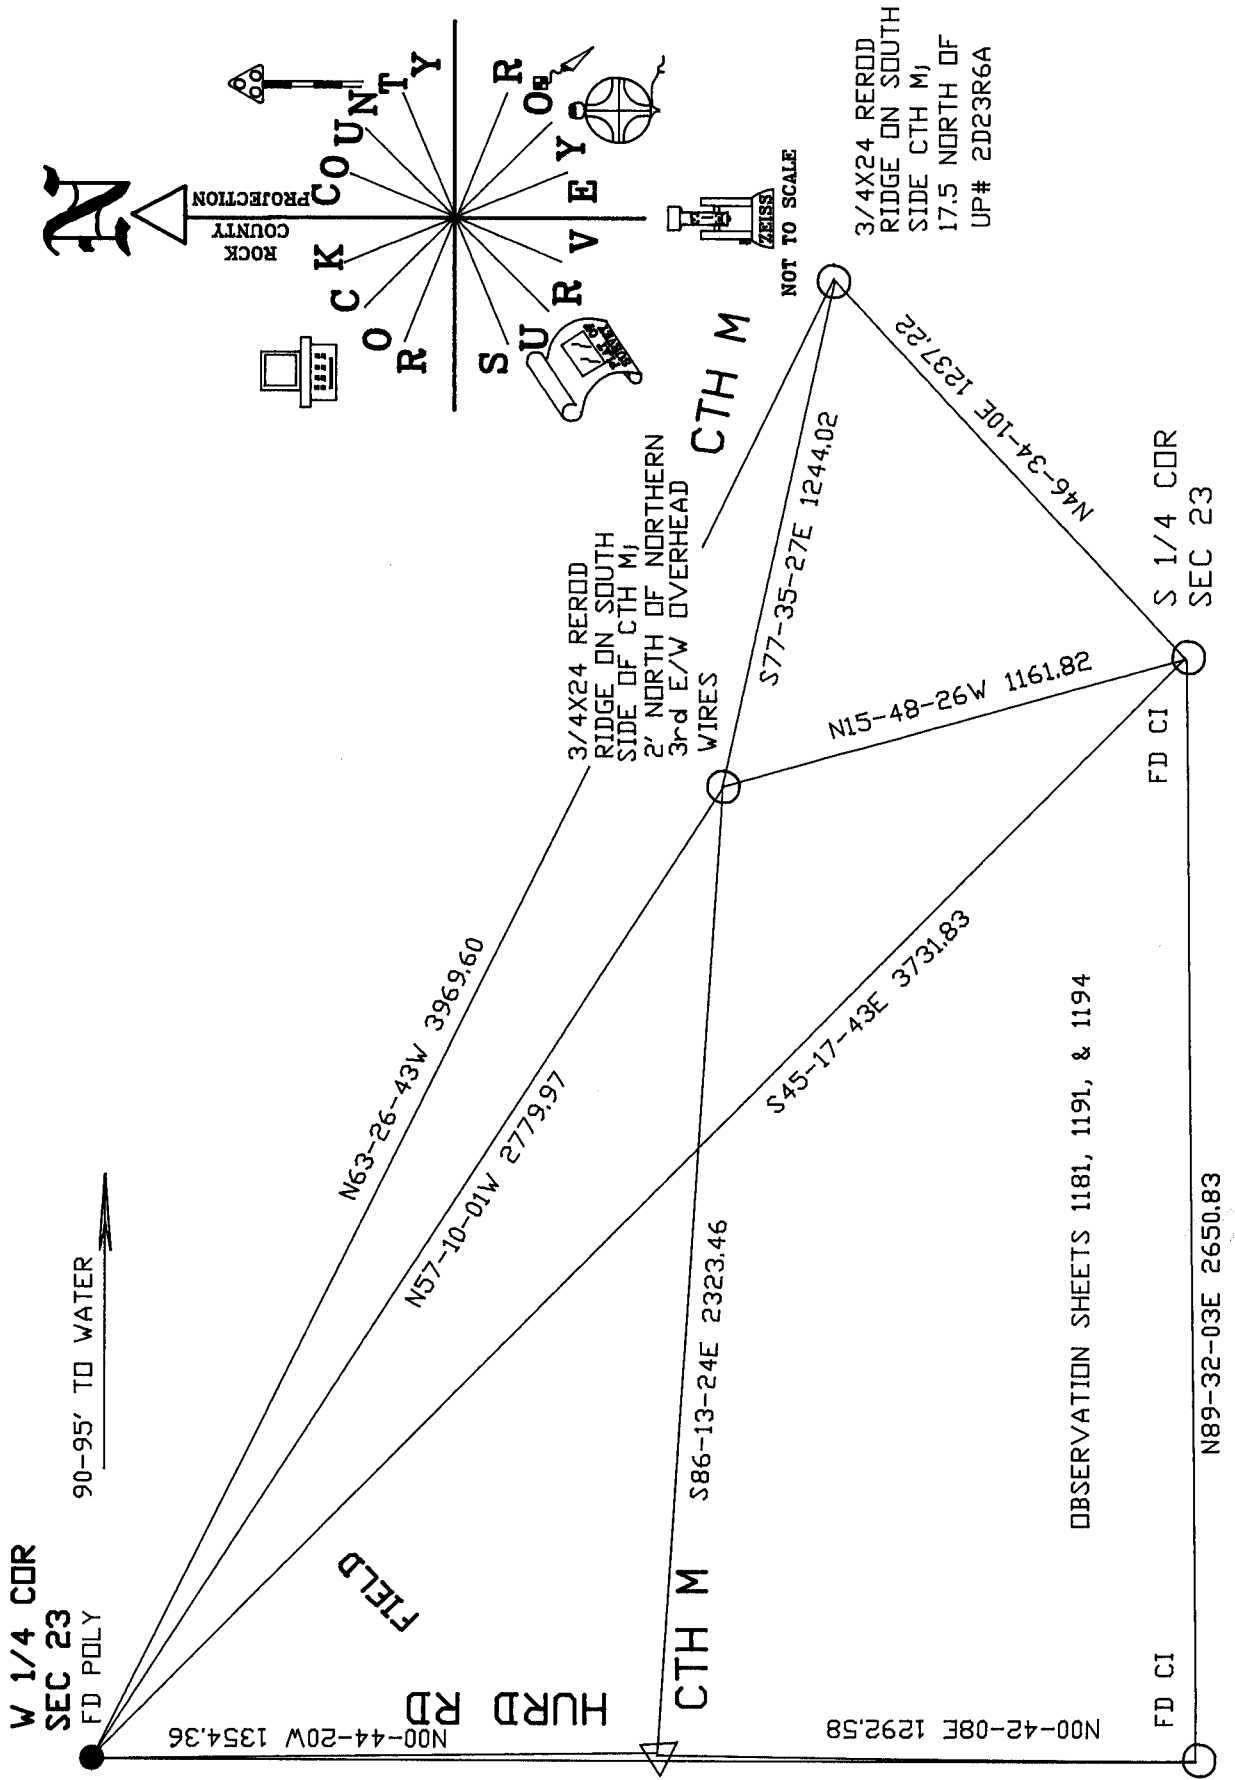 W 1/4 COR
SEC 23
FD POLY
90-95' TO WATER
ROCK
COUNTY
PROJECTION
N
ROCK COUNTY
SURVEYOR
PLAT OF
SURVEY
ZEISS
NOT TO SCALE
3/4X24 REROD
RIDGE ON SOUTH
SIDE CTH M;
17.5 NORTH OF
UP# 2D23R6A
CTH M
3/4X24 REROD
RIDGE ON SOUTH
SIDE OF CTH M;
2' NORTH OF NORTHERN
3rd E/W OVERHEAD
WIRES
N63-26-43W 3969.60
N57-10-01W 2779.97
S45-17-43E 3731.83
S86-13-24E 2323.46
S77-35-27E 1244.02
N15-48-26W 1161.82
N46-34-10E 1237.22
FIELD
HURD RD
N00-44-20W 1354.36
CTH M
N00-42-08E 1292.58
FD CI
OBSERVATION SHEETS 1181, 1191, & 1194
N89-32-03E 2650.83
FD CI
S 1/4 COR
SEC 23